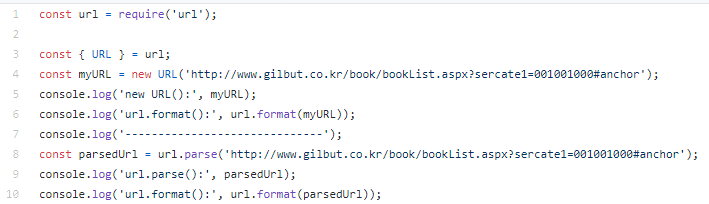 1 const url = require('url');
2
3 const { URL } = url;
4 const myURL = new URL('http://www.gilbut.co.kr/book/bookList.aspx?sercate1=001001000#anchor');
5 console.log('new URL():', myURL);
6 console.log('url.format():', url.format(myURL));
7 console.log('------------------------------');
8 const parsedUrl = url.parse('http://www.gilbut.co.kr/book/bookList.aspx?sercate1=001001000#anchor');
9 console.log('url.parse():', parsedUrl);
10 console.log('url.format():', url.format(parsedUrl));